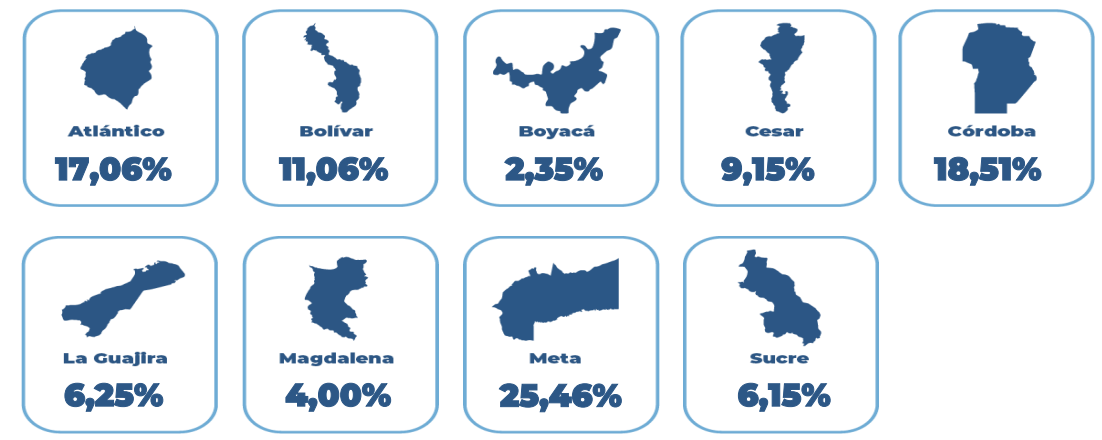 Atlántico
17,06%
Bolívar
11,06%
Boyacá
2,35%
Cesar
9,15%
Córdoba
18,51%
La Guajira
6,25%
Magdalena
4,00%
Meta
25,46%
Sucre
6,15%